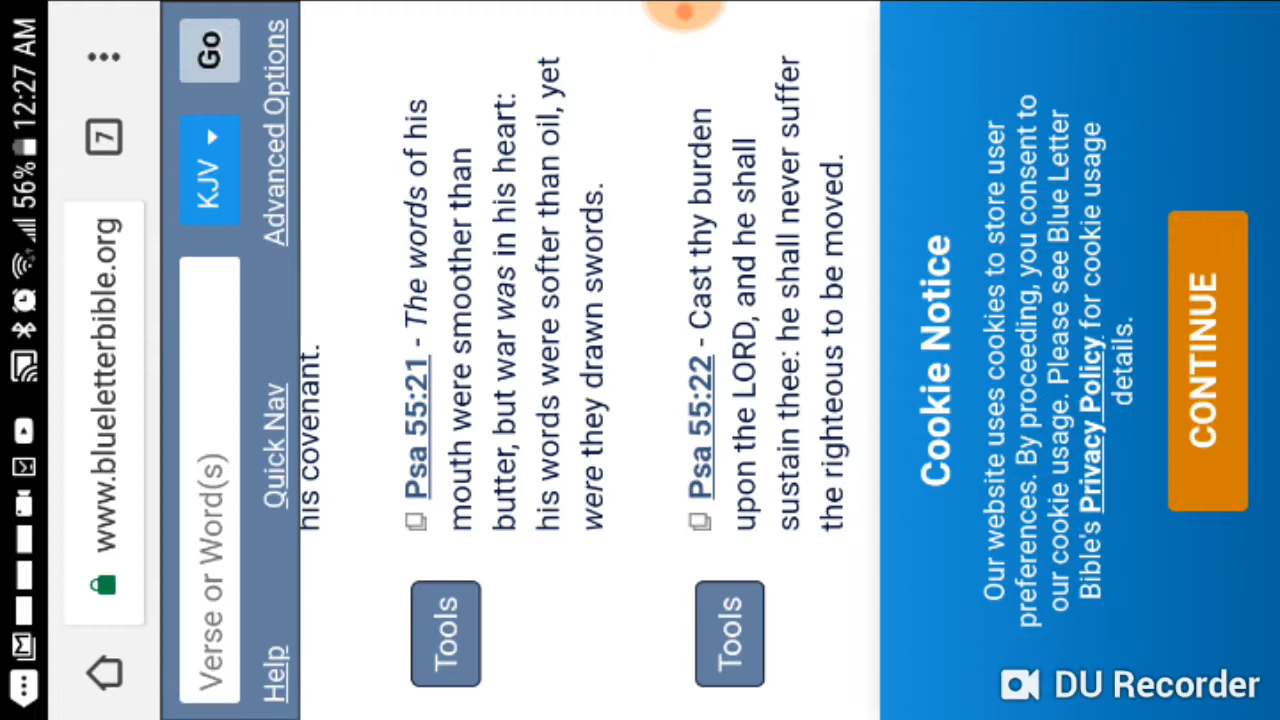 56% 12:27 AM
www.blueletterbible.org 7
Verse or Word(s) KJV Go
Help Quick Nav Advanced Options
his covenant.
Tools
Psa 55:21 - The words of his
mouth were smoother than
butter, but war was in his heart:
his words were softer than oil, yet
were they drawn swords.
Tools
Psa 55:22 - Cast thy burden
upon the LORD, and he shall
sustain thee: he shall never suffer
the righteous to be moved.
Cookie Notice
Our website uses cookies to store user
preferences. By proceeding, you consent to
our cookie usage. Please see Blue Letter
Bible's Privacy Policy for cookie usage
details.
CONTINUE
DU Recorder